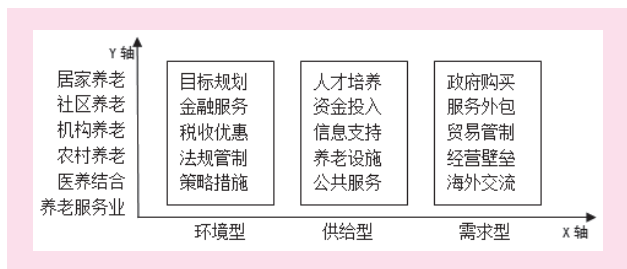 Y 轴
居家养老
社区养老
机构养老
农村养老
医养结合
养老服务业
目标规划
金融服务
税收优惠
法规管制
策略措施
人才培养
资金投入
信息支持
养老设施
公共服务
政府购买
服务外包
贸易管制
经营壁垒
海外交流
环境型
供给型
需求型
X 轴